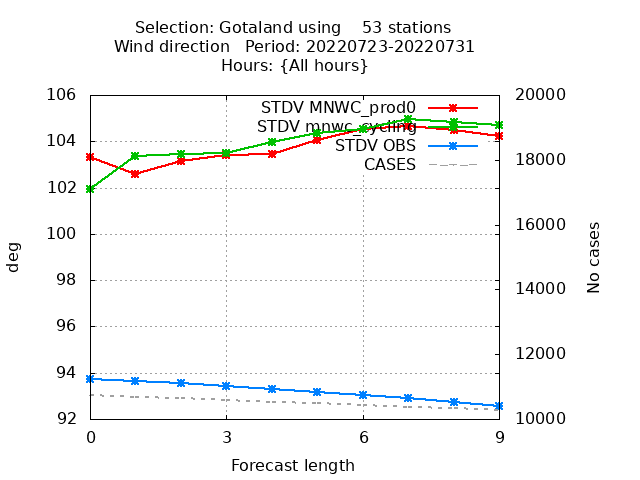 Selection: Gotaland using 53 stations
Wind direction Period: 20220723-20220731
Hours: {All hours}
106 20000
STDV MNWC_prod0
STDV mnwc_cycling
104 STDV OBS 18000
CASES
102
100 16000
deg No cases
98 14000
96
94 12000
92 10000
0 3 6 9
Forecast length